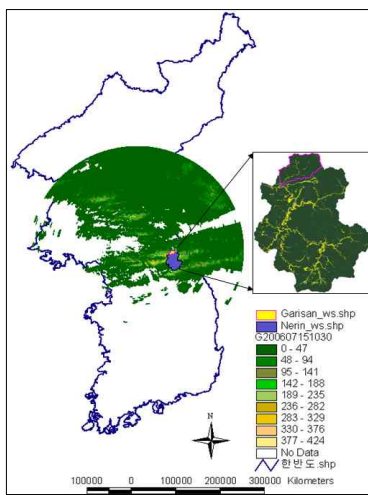 Garisan_ws.shp
Nerin_ws.shp
G200607151030
0 - 47
48 - 94
95 - 141
142 - 188
189 - 235
236 - 282
283 - 329
330 - 376
377 - 424
No Data
한반도.shp
N
100000 0 100000 200000 300000 Kilometers